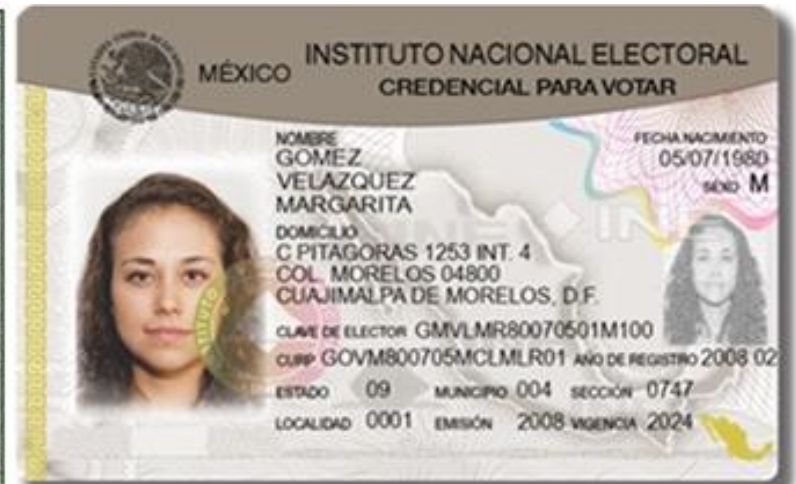 MÉXICO
INSTITUTO NACIONAL ELECTORAL
CREDENCIAL PARA VOTAR
NOMBRE
GOMEZ
VELAZQUEZ
MARGARITA
FECHA NACIMIENTO
05/07/1980
SEXO M
DOMICILIO
C PITAGORAS 1253 INT. 4
COL. MORELOS 04800
CUAJIMALPA DE MORELOS, D.F.
CLAVE DE ELECTOR GMVLMR80070501M100
CURP GOVM800705MCLMLR01 AÑO DE REGISTRO 2008 02
ESTADO 09 MUNICIPIO 004 SECCIÓN 0747
LOCALIDAD 0001 EMISIÓN 2008 VIGENCIA 2024
INE